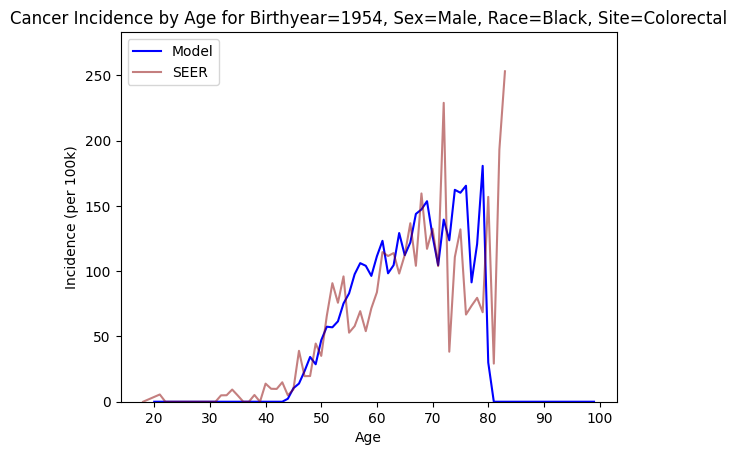 Cancer Incidence by Age for Birthyear=1954, Sex=Male, Race=Black, Site=Colorectal
Model
SEER
Incidence (per 100k)
250
200
150
100
50
0
20 30 40 50 60 70 80 90 100
Age